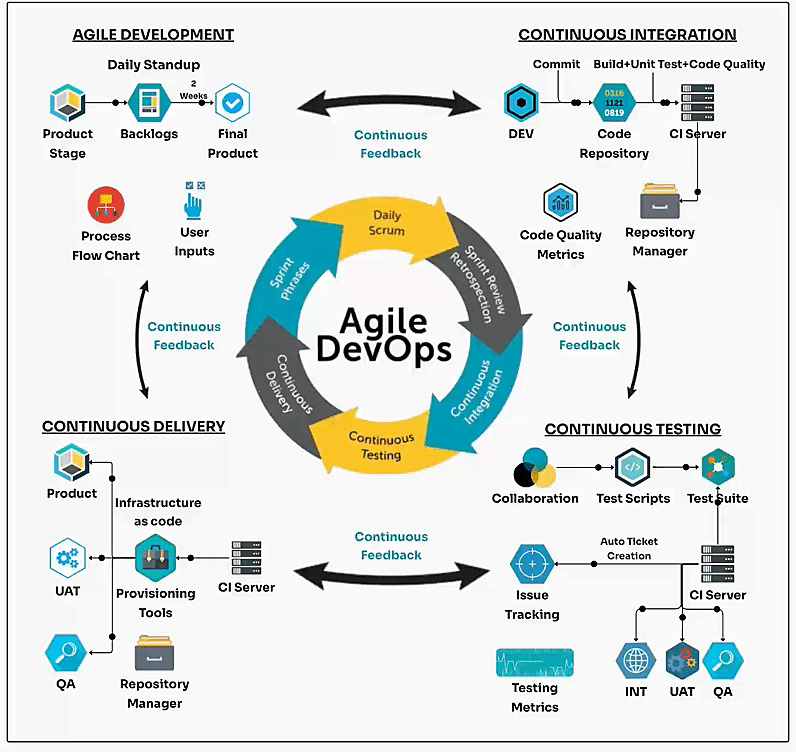 AGILE DEVELOPMENT
Daily Standup
2
Weeks
Product
Stage
Backlogs
Final
Product
Process
Flow Chart
User
Inputs
Continuous
Feedback
CONTINUOUS INTEGRATION
Commit
Build+Unit Test+Code Quality
0316
1121
0819
DEV
Code
Repository
CI Server
Code Quality
Metrics
Repository
Manager
Continuous
Feedback
Continuous
Feedback
Daily
Scrum
Sprint Review
Retrospection
Continuous
Integration
Continuous
Testing
Continuous
Delivery
Sprint
Phrases
Agile
DevOps
CONTINUOUS DELIVERY
Product
Infrastructure
as code
UAT
Provisioning
Tools
CI Server
QA
Repository
Manager
Continuous
Feedback
CONTINUOUS TESTING
Collaboration
Test Scripts
Test Suite
Auto Ticket
Creation
Issue
Tracking
CI Server
Testing
Metrics
INT
UAT
QA